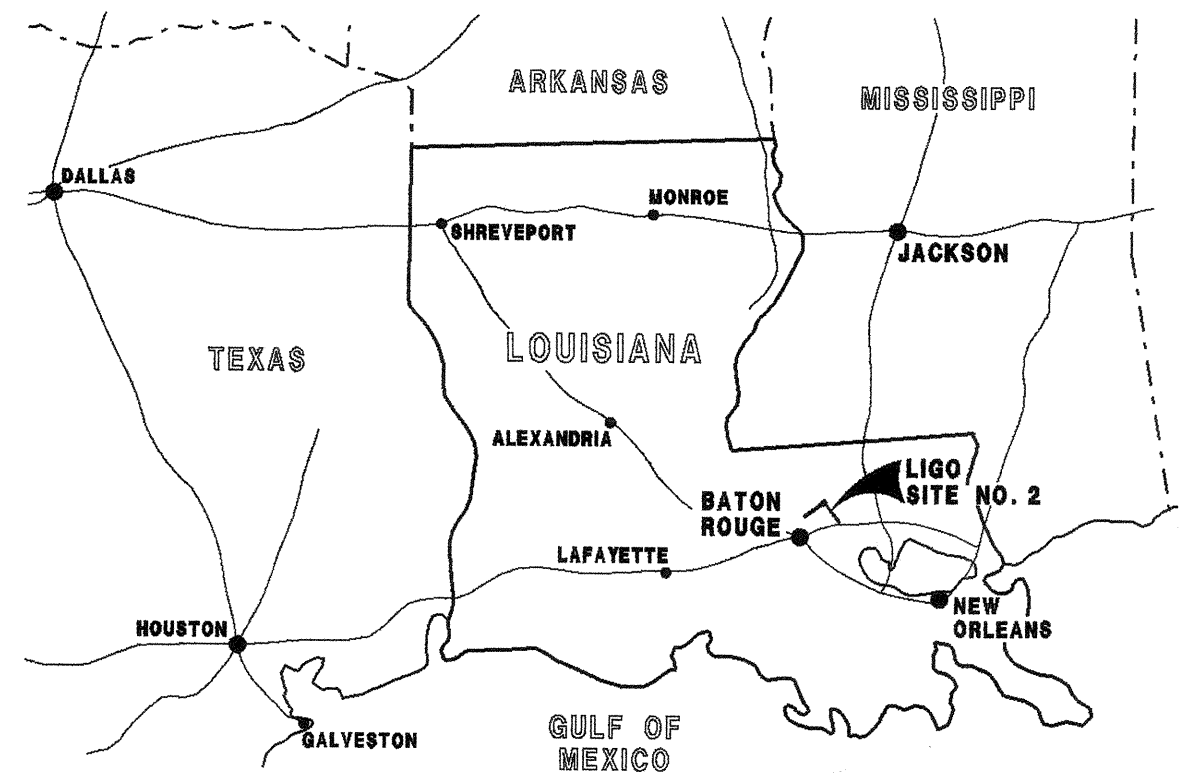 ARKANSAS
MISSISSIPPI
DALLAS
MONROE
SHREVEPORT
JACKSON
TEXAS
LOUISIANA
ALEXANDRIA
LIGO
SITE NO. 2
BATON
ROUGE
LAFAYETTE
HOUSTON
NEW
ORLEANS
GALVESTON
GULF OF
MEXICO